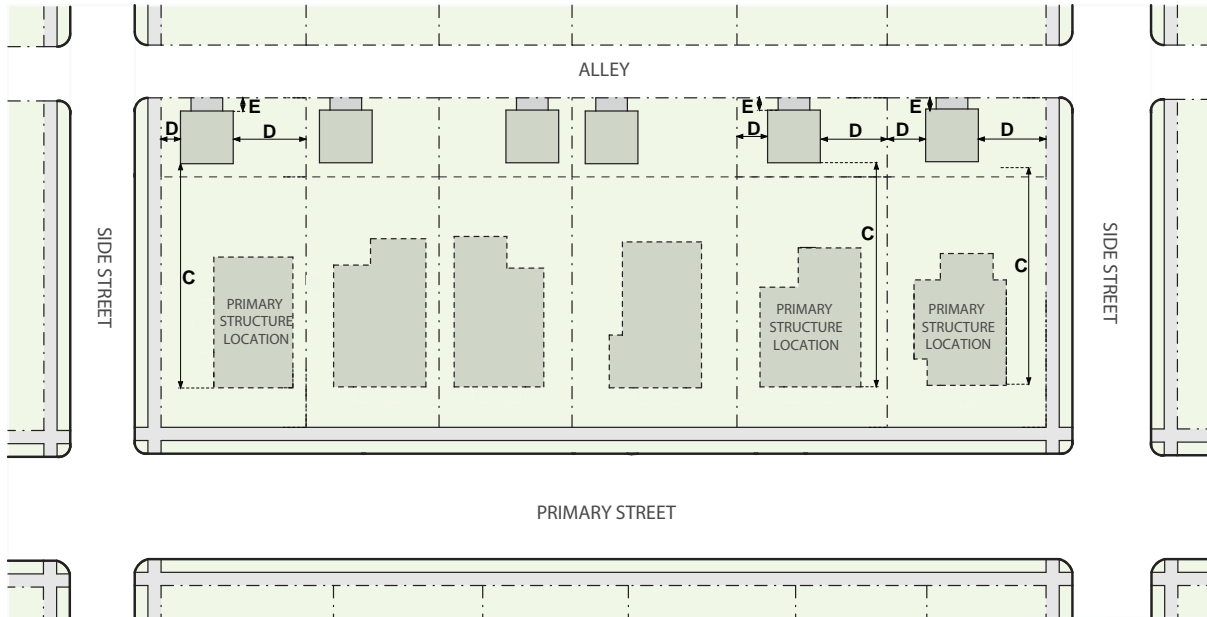 ALLEY
E
E
E
D
D
D
D
D
D
C
C
C
SIDE STREET
SIDE STREET
PRIMARY
STRUCTURE
LOCATION
PRIMARY
STRUCTURE
LOCATION
PRIMARY
STRUCTURE
LOCATION
PRIMARY STREET